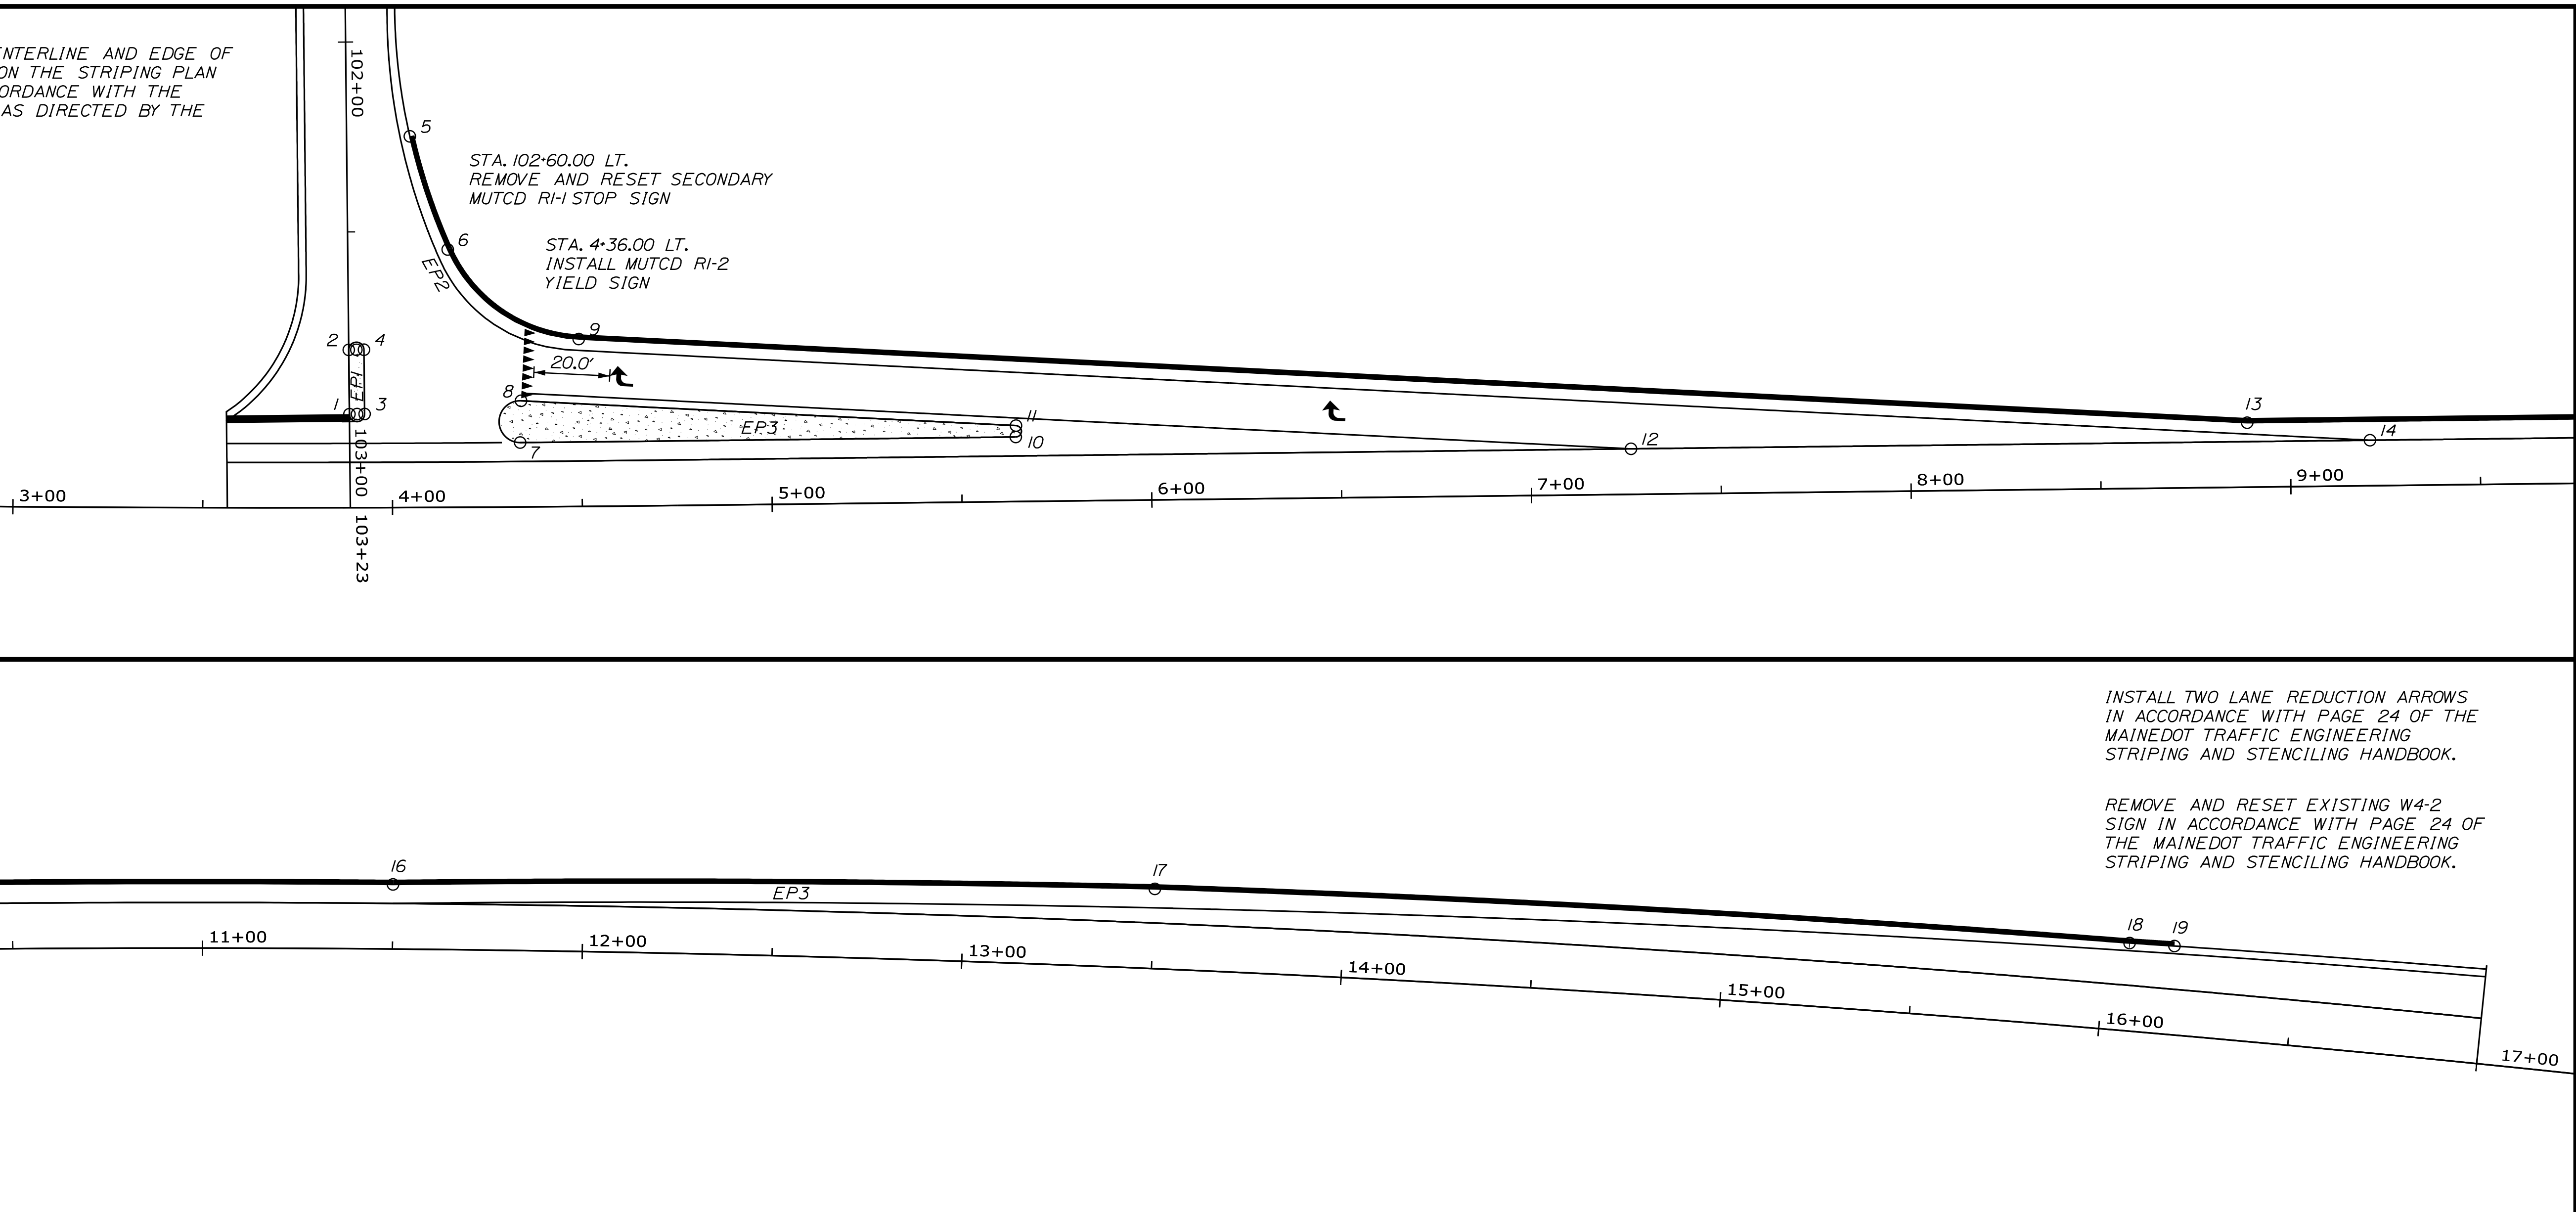 ENTERLINE AND EDGE OF
ON THE STRIPING PLAN
CORDANCE WITH THE
AS DIRECTED BY THE
102+00
5
STA. 102+60.00 LT.
REMOVE AND RESET SECONDARY
MUTCD R1-1 STOP SIGN
6
EP2
STA. 4+36.00 LT.
INSTALL MUTCD R1-2
YIELD SIGN
9
2
4
20.0'
EP1
8
1
3
11
EP3
10
7
12
13
14
103+00
103+23
3+00
4+00
5+00
6+00
7+00
8+00
9+00
INSTALL TWO LANE REDUCTION ARROWS
IN ACCORDANCE WITH PAGE 24 OF THE
MAINEDOT TRAFFIC ENGINEERING
STRIPING AND STENCILING HANDBOOK.
REMOVE AND RESET EXISTING W4-2
SIGN IN ACCORDANCE WITH PAGE 24 OF
THE MAINEDOT TRAFFIC ENGINEERING
STRIPING AND STENCILING HANDBOOK.
16
17
EP3
18
19
11+00
12+00
13+00
14+00
15+00
16+00
17+00